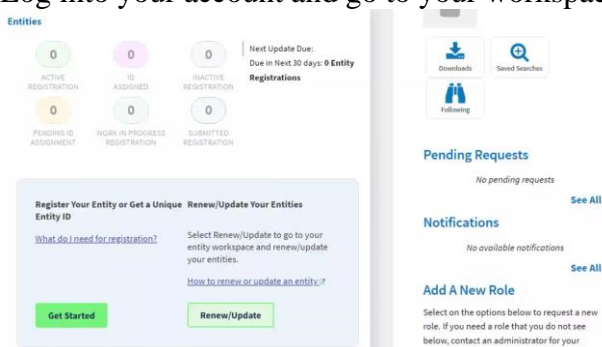 Log into your account and go to your workspac
Entities
0
0
0
ACTIVE REGISTRATION
ID ASSIGNED
INACTIVE REGISTRATION
0
0
0
PENDING ID ASSIGNMENT
WORK IN PROGRESS REGISTRATION
SUBMITTED REGISTRATION
Next Update Due:
Due in Next 30 days: 0 Entity
Registrations
Register Your Entity or Get a Unique
Entity ID
What do I need for registration?
Get Started
Renew/Update Your Entities
Select Renew/Update to go to your
entity workspace and renew/update
your entities.
How to renew or update an entity
Renew/Update
Downloads
Saved Searches
Following
Pending Requests
No pending requests
See All
Notifications
No available notifications
See All
Add A New Role
Select on the options below to request a new
role. If you need a role that you do not see
below, contact an administrator for your